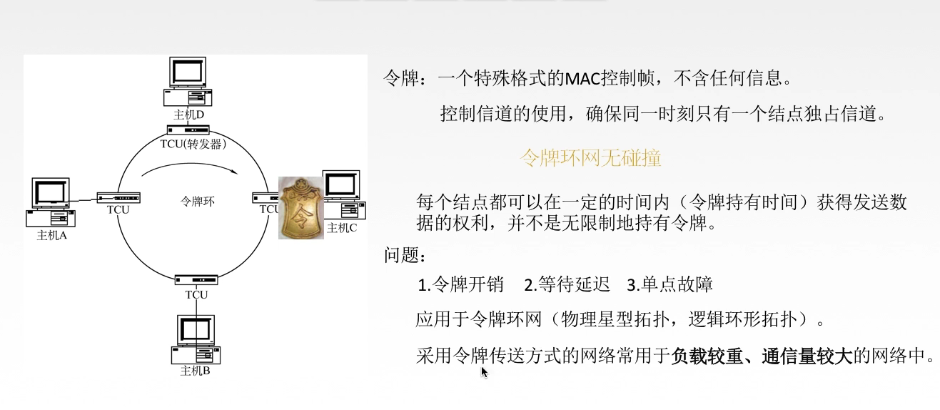 主机D
TCU(转发器)
令牌环
TCU
主机A
TCU
令
主机C
TCU
主机B
令牌：一个特殊格式的MAC控制帧，不含任何信息。
控制信道的使用，确保同一时刻只有一个结点独占信道。
令牌环网无碰撞
每个结点都可以在一定的时间内（令牌持有时间）获得发送数
据的权利，并不是无限制地持有令牌。
问题：
1.令牌开销 2.等待延迟 3.单点故障
应用于令牌环网（物理星型拓扑，逻辑环形拓扑）。
采用令牌传送方式的网络常用于负载较重、通信量较大的网络中。